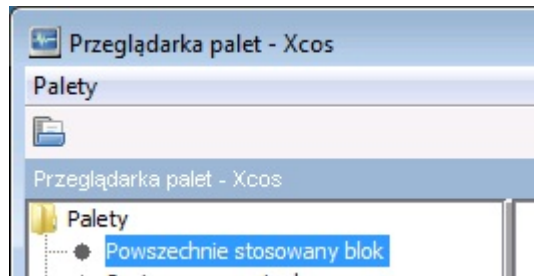 Przeglądarka palet - Xcos
Palety
Przeglądarka palet - Xcos
Palety
Powszechnie stosowany blok